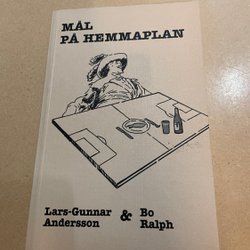 MÅL
PÅ HEMMAPLAN
Lars-Gunnar & Bo
Andersson Ralph